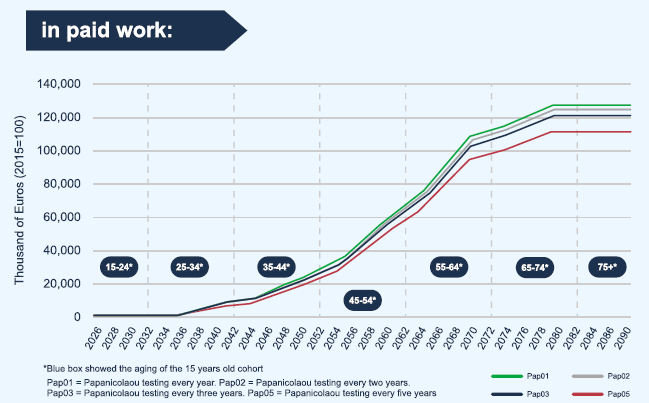 in paid work:
Thousand of Euros (2015=100)
140,000
120,000
100,000
80,000
60,000
40,000
20,000
0
15-24*
25-34*
35-44*
45-54*
55-64*
65-74*
75+*
2026 2028 2030 2032 2034 2036 2038 2040 2042 2044 2046 2048 2050 2052 2054 2056 2058 2060 2062 2064 2066 2068 2070 2072 2074 2076 2078 2080 2082 2084 2086 2088 2090
*Blue box showed the aging of the 15 years old cohort
Pap01 = Papanicolaou testing every year. Pap02 = Papanicolaou testing every two years.
Pap03 = Papanicolaou testing every three years. Pap05 = Papanicolaou testing every five years
Pap01 Pap02
Pap03 Pap05